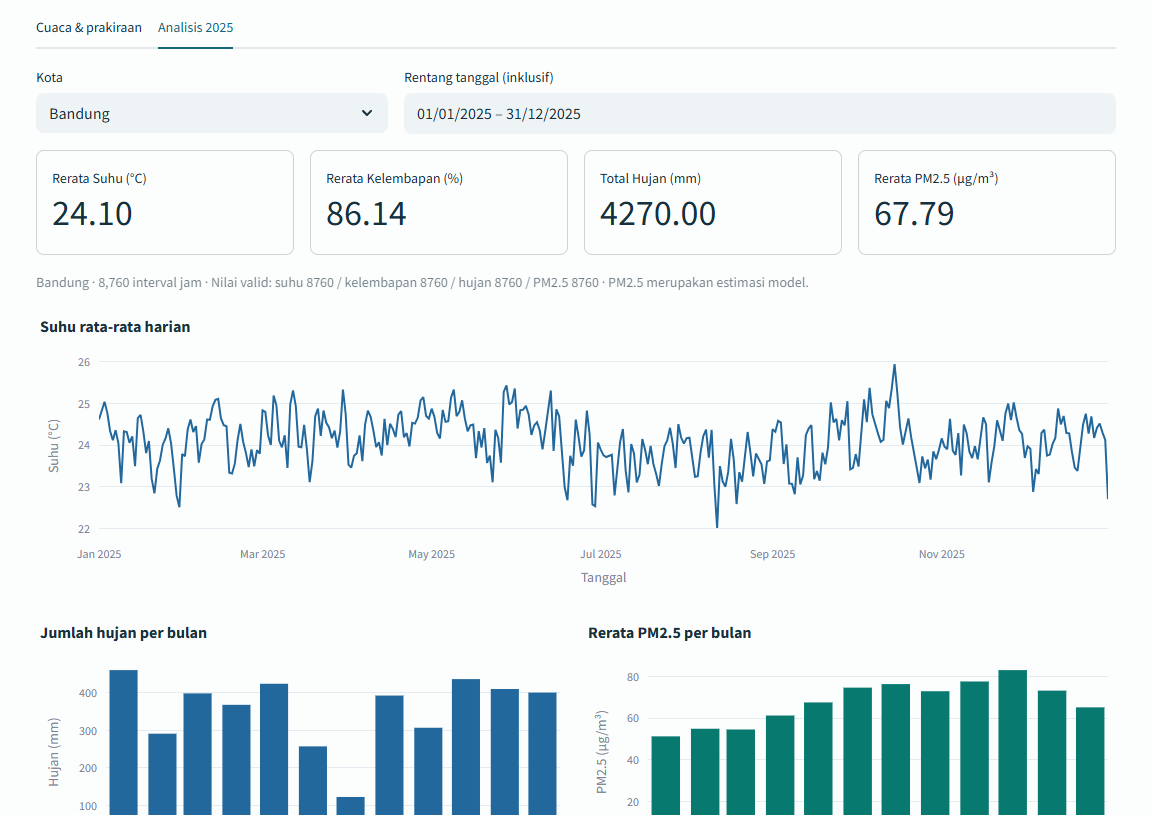 Cuaca & prakiraan Analisis 2025
Kota Rentang tanggal (inklusif)
Bandung 01/01/2025 – 31/12/2025
Rerata Suhu (°C) Rerata Kelembapan (%) Total Hujan (mm) Rerata PM2.5 (µg/m³)
24.10 86.14 4270.00 67.79
Bandung · 8,760 interval jam · Nilai valid: suhu 8760 / kelembapan 8760 / hujan 8760 / PM2.5 8760 · PM2.5 merupakan estimasi model.
Suhu rata-rata harian
26
25
24
23
22
Suhu (°C)
Jan 2025 Mar 2025 May 2025 Jul 2025 Sep 2025 Nov 2025
Tanggal
Jumlah hujan per bulan
400
300
200
100
Hujan (mm)
Rerata PM2.5 per bulan
80
60
40
20
PM2.5 (µg/m³)